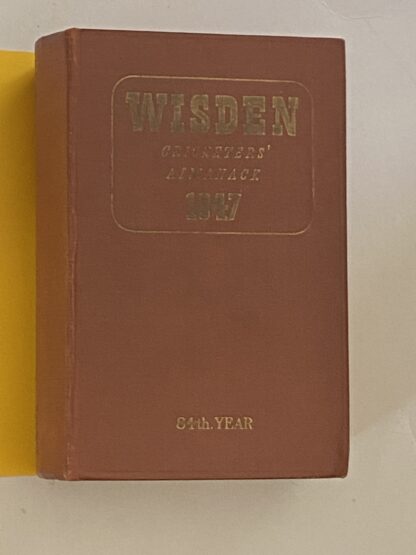 WISDEN
CRICKETERS'
ALMANACK
1947
84th. YEAR